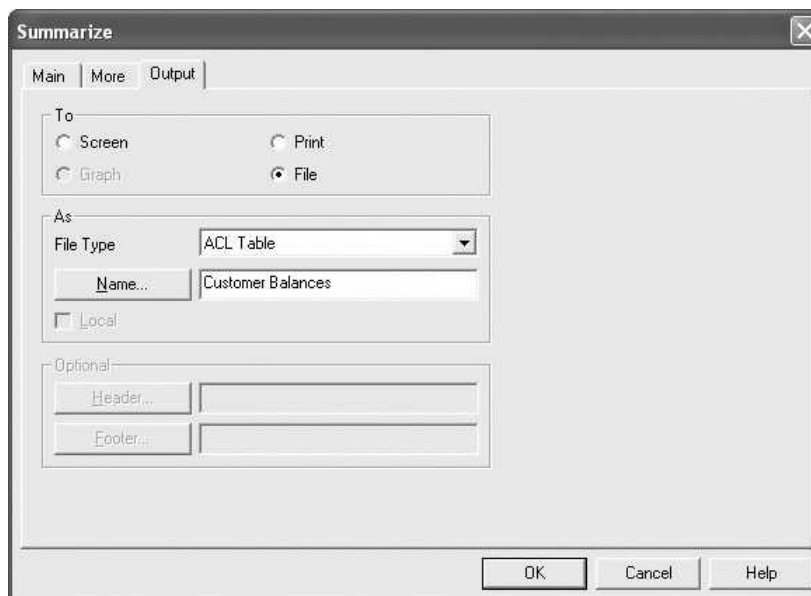 Summarize
Main More Output
To
Screen Print
Graph File
As
File Type ACL Table
Name... Customer Balances
Local
Optional
Header...
Footer...
OK Cancel Help